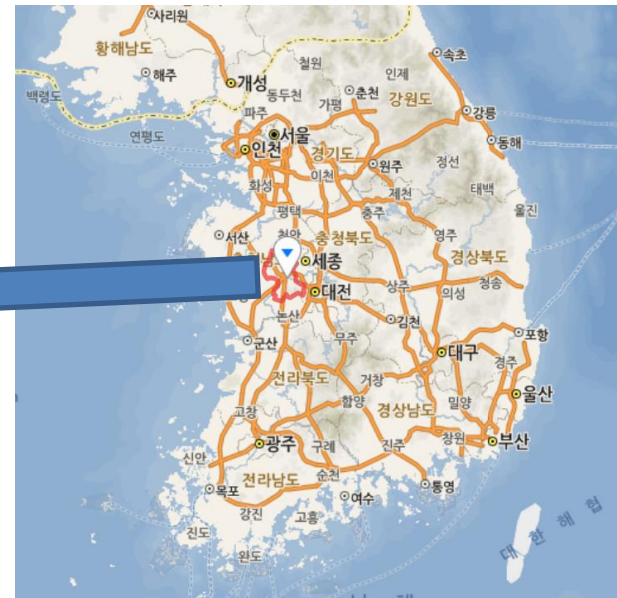 사리원
황해남도
해주
개성
철원
인제
속초
백령도
연평도
동두천
파주
가평
춘천
강원도
강릉
서울
인천
경기도
원주
동해
정선
화성
이천
제천
태백
울진
평택
충주
서산
천안
충청북도
영주
세종
경상북도
상주
의성
청송
대전
논산
김천
포항
군산
무주
대구
경주
전라북도
거창
울산
고창
함양
경상남도
밀양
광주
구례
진주
창원
부산
신안
전라남도
순천
목포
여수
통영
강진
고흥
진도
완도
대한해협